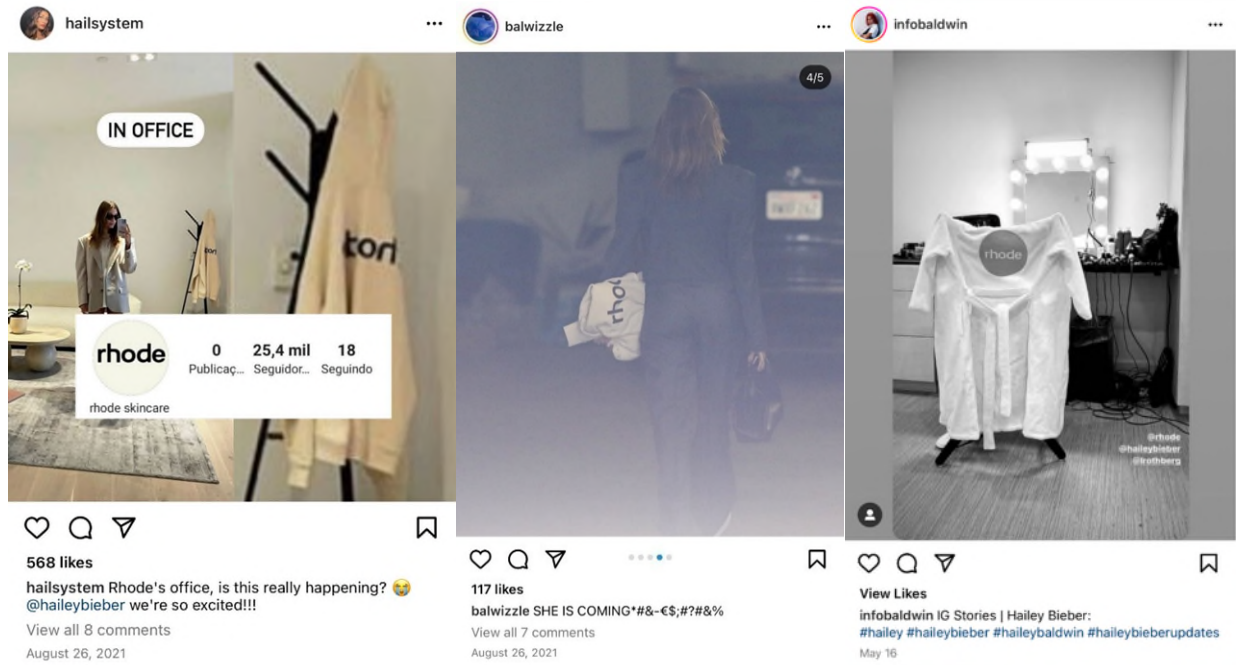 hailsystem
IN OFFICE
rhode
0
25,4 mil
18
Publicaç...
Seguidor...
Seguindo
rhode skincare
568 likes
hailsystem Rhode's office, is this really happening? 😭
@haileybieber we're so excited!!!
View all 8 comments
August 26, 2021
balwizzle
4/5
rho
117 likes
balwizzle SHE IS COMING*#&-€$;#?#&%
View all 7 comments
August 26, 2021
infobaldwin
rhode
@rhode
@haileybieber
@trothberg
View Likes
infobaldwin IG Stories | Hailey Bieber:
#hailey #haileybieber #haileybaldwin #haileybieberupdates
May 16